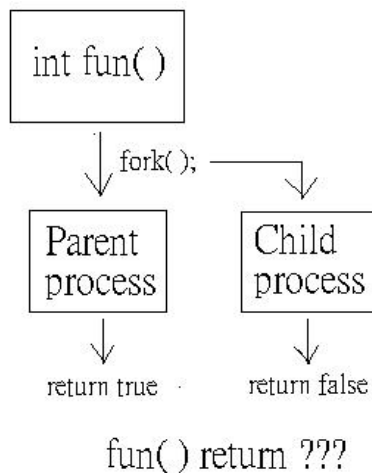 int fun( )
fork( );
Parent
process
Child
process
return true
return false
fun( ) return ???